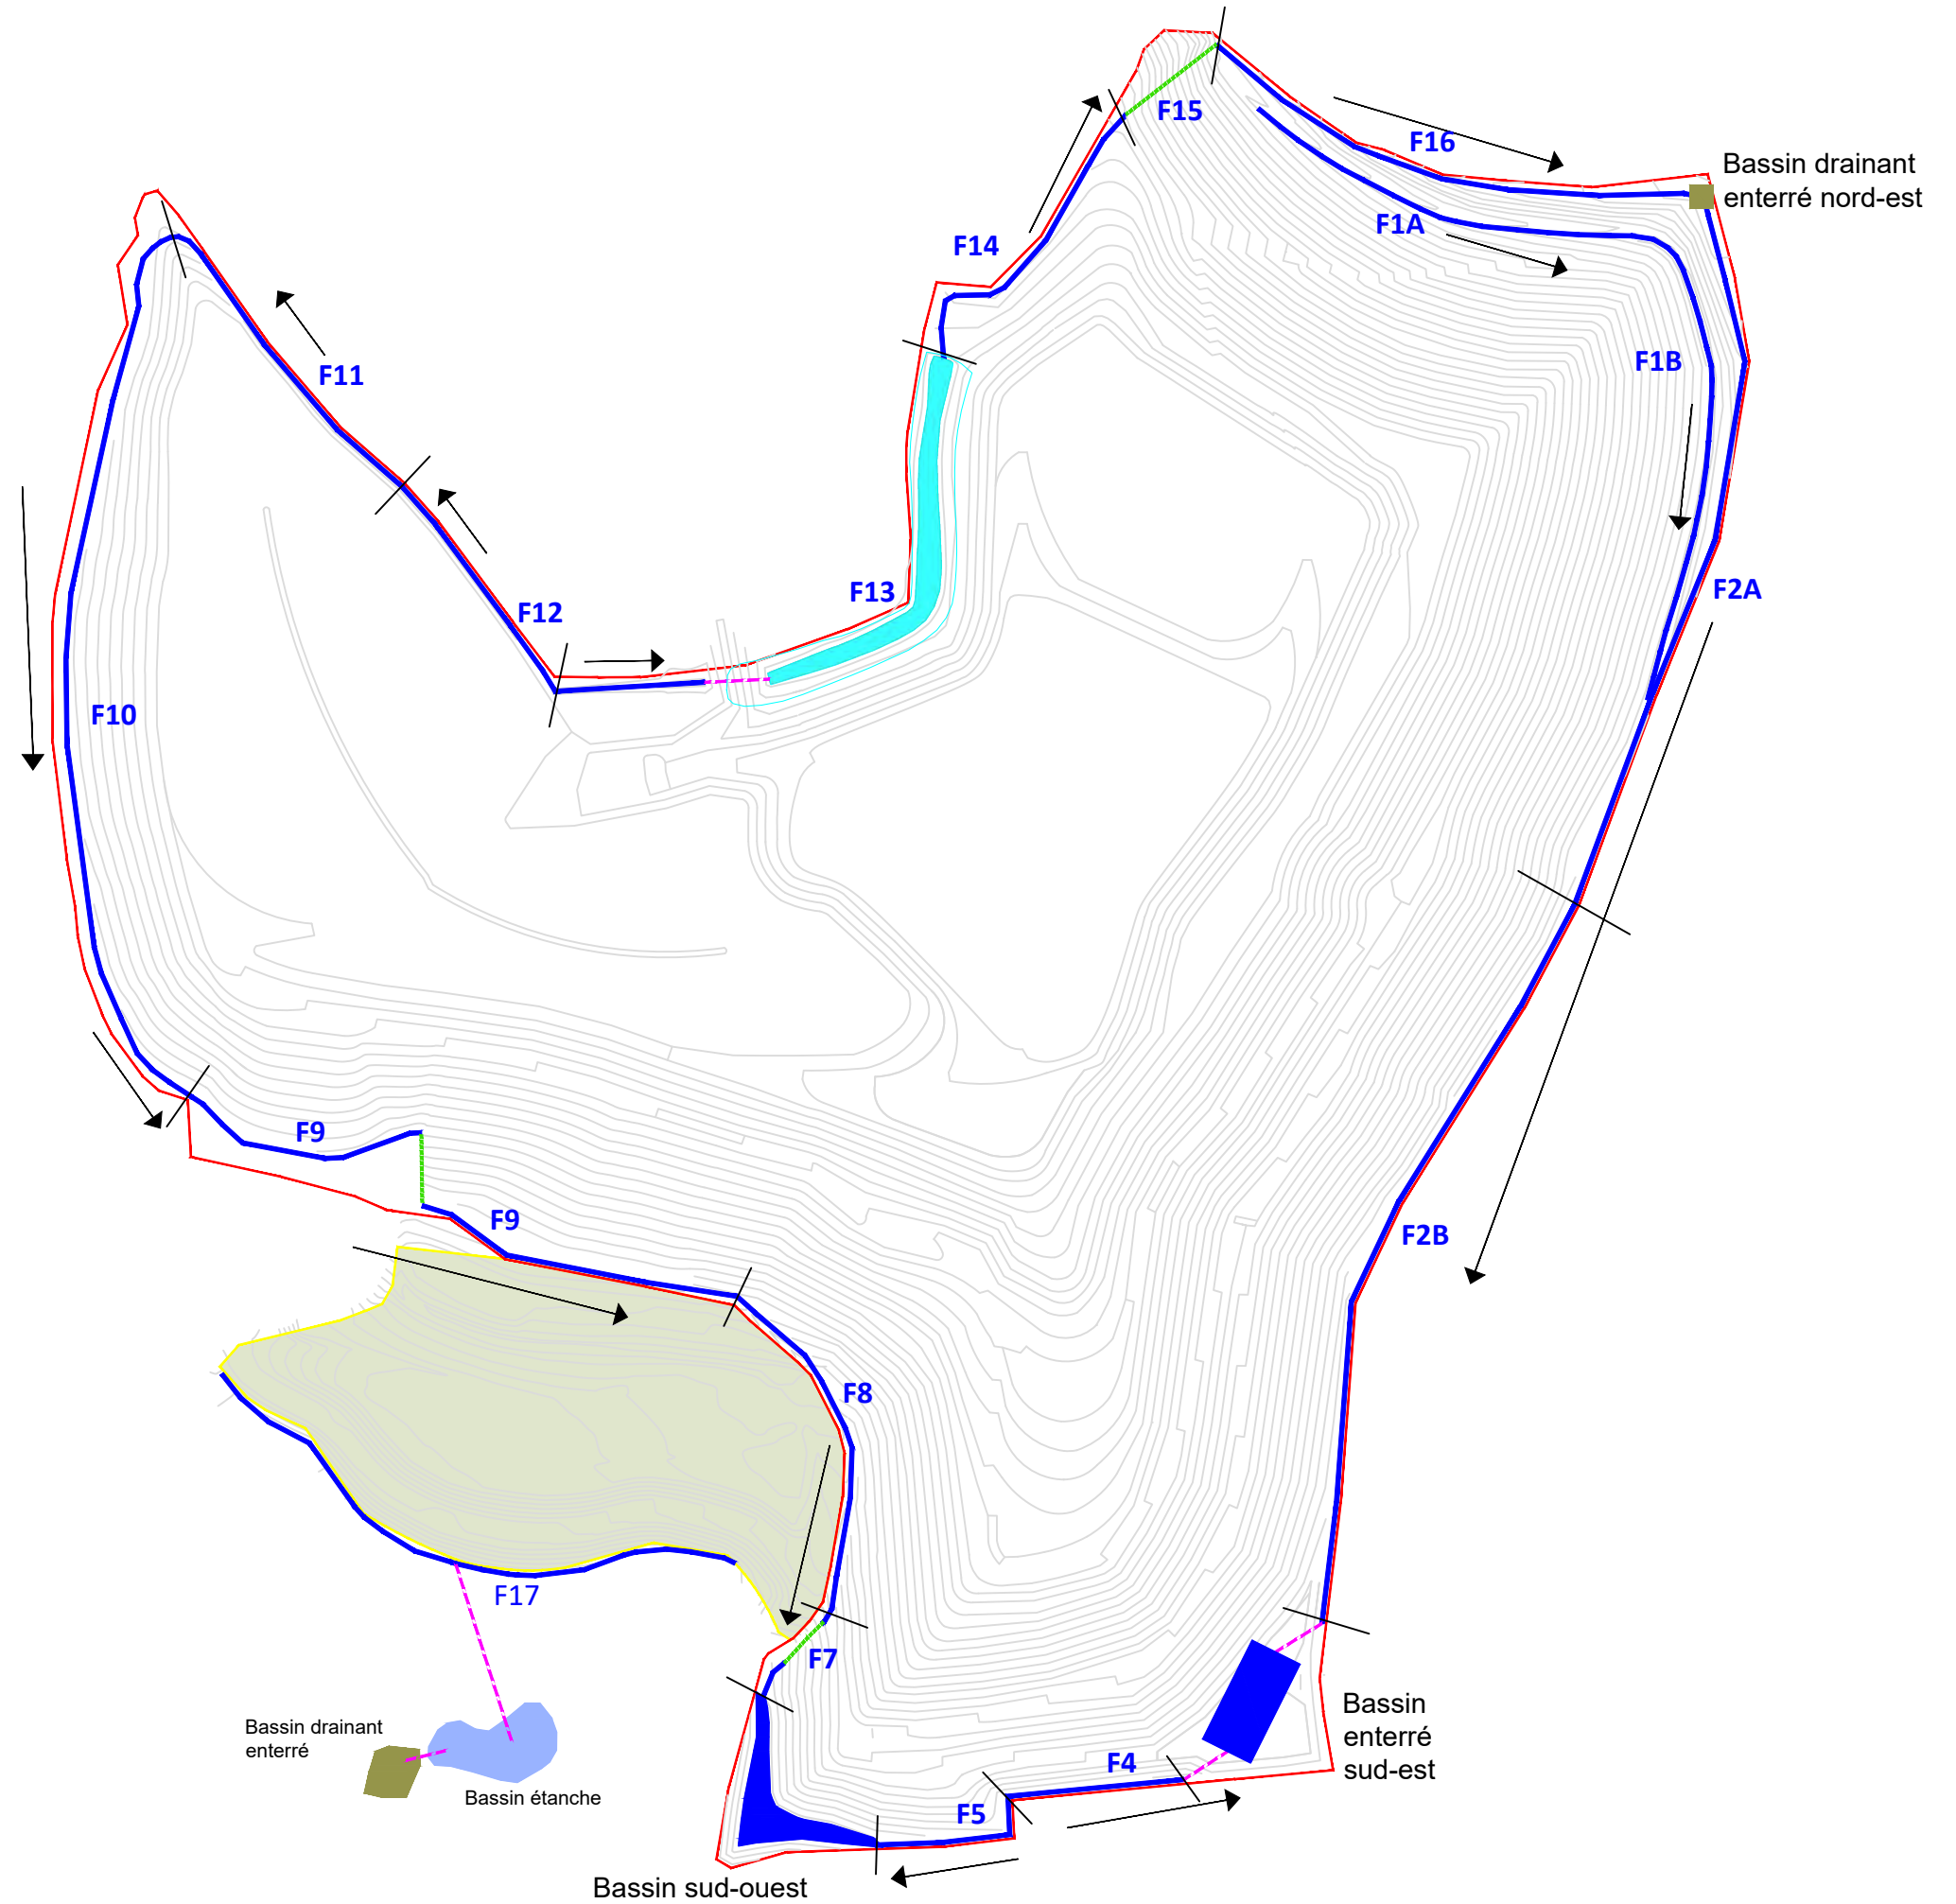 F15
F16
Bassin drainant
enterré nord-est
F1A
F14
F1B
F11
F13
F2A
F12
F10
F9
F9
F2B
F8
F17
F7
Bassin
enterré
sud-est
Bassin drainant
enterré
F4
Bassin étanche
F5
Bassin sud-ouest